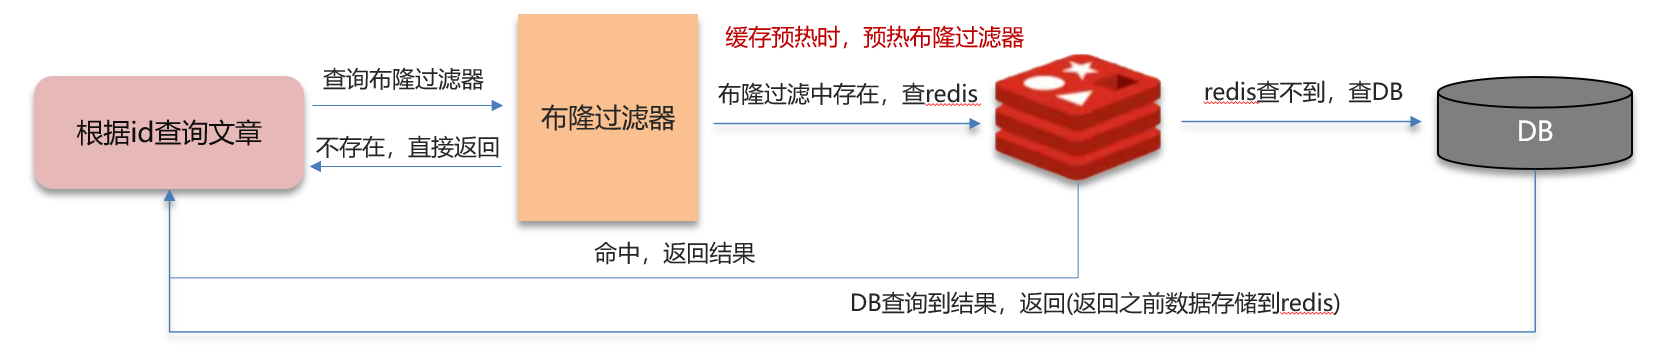 缓存预热时，预热布隆过滤器
查询布隆过滤器
布隆过滤中存在，查redis
redis查不到，查DB
根据id查询文章
布隆过滤器
DB
不存在，直接返回
命中，返回结果
DB查询到结果，返回(返回之前数据存储到redis)